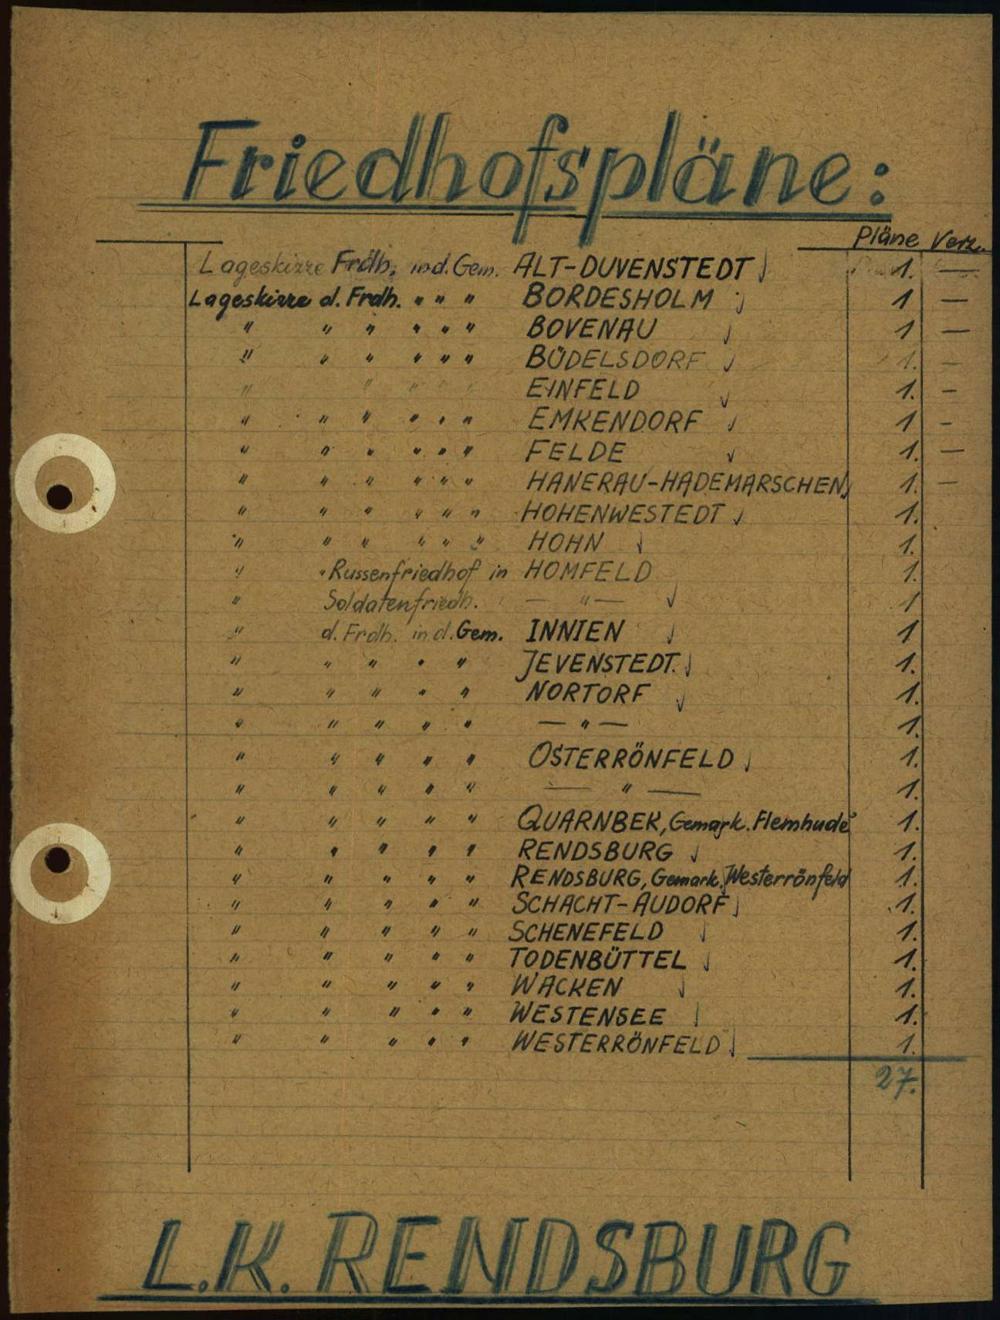 Friedhofspläne:
Pläne Verz.
Lageskizze Frdh. in d. Gem. ALT-DUVENSTEDT √ 1. —
Lageskizze d. Frdh. " " " BORDESHOLM √ 1 —
" " " " " " BOVENAU √ 1 —
" " " " " " BÜDELSDORF √ 1. —
" " " " " EINFELD √ 1. —
" " " " " " EMKENDORF √ 1 —
" " " " " " FELDE √ 1. —
" " " " " " HANERAU-HADEMARSCHEN √ 1. —
" " " " " " HOHENWESTEDT √ 1.
" " " " " " HOHN √ 1.
" " Russenfriedhof in HOMFELD 1.
" Soldatenfriedh. — " — √ 1
" d. Frdh. in d. Gem. INNIEN √ 1
" " " " " JEVENSTEDT. √ 1.
" " " " " NORTORF √ 1.
" " " " " — " — 1.
" " " " " OSTERRÖNFELD √ 1.
" " " " " — " — 1.
" " " " " QUARNBEK, Gemark. Flemhude 1.
" " " " " RENDSBURG √ 1.
" " " " " RENDSBURG, Gemark. Westerrönfeld 1.
" " " " " SCHACHT-AUDORF √ 1.
" " " " " SCHENEFELD √ 1.
" " " " " TODENBÜTTEL √ 1.
" " " " " WACKEN √ 1.
" " " " " WESTENSEE √ 1.
" " " " " WESTERRÖNFELD √ 1.
27.
L.K. RENDSBURG